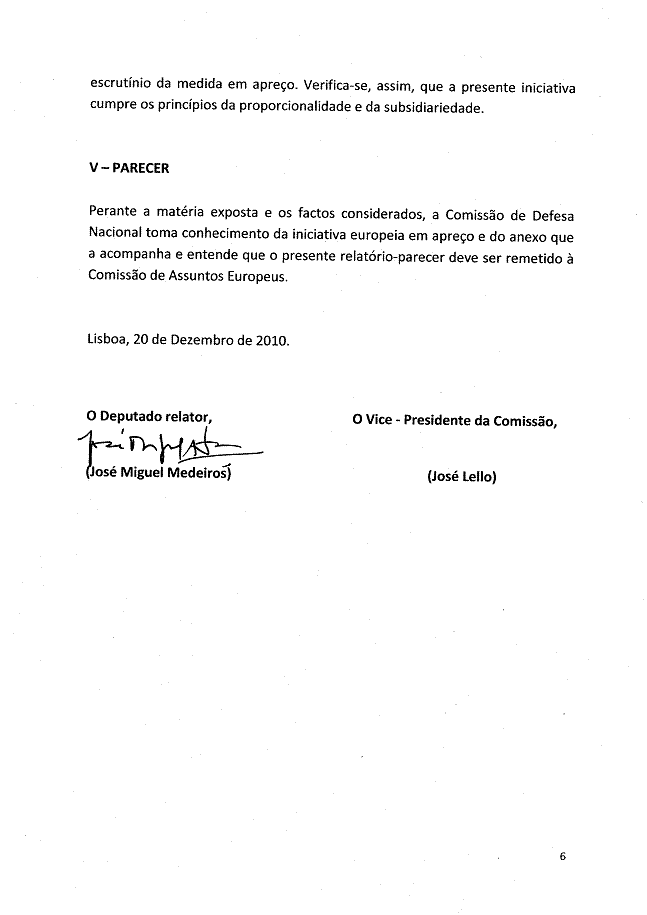 escrutínio da medida em apreço. Verifica-se, assim, que a presente iniciativa
cumpre os princípios da proporcionalidade e da subsidiariedade.
V – PARECER
Perante a matéria exposta e os factos considerados, a Comissão de Defesa
Nacional toma conhecimento da iniciativa europeia em apreço e do anexo que
a acompanha e entende que o presente relatório-parecer deve ser remetido à
Comissão de Assuntos Europeus.
Lisboa, 20 de Dezembro de 2010.
O Deputado relator,
O Vice - Presidente da Comissão,
(José Miguel Medeiros)
(José Lello)
6